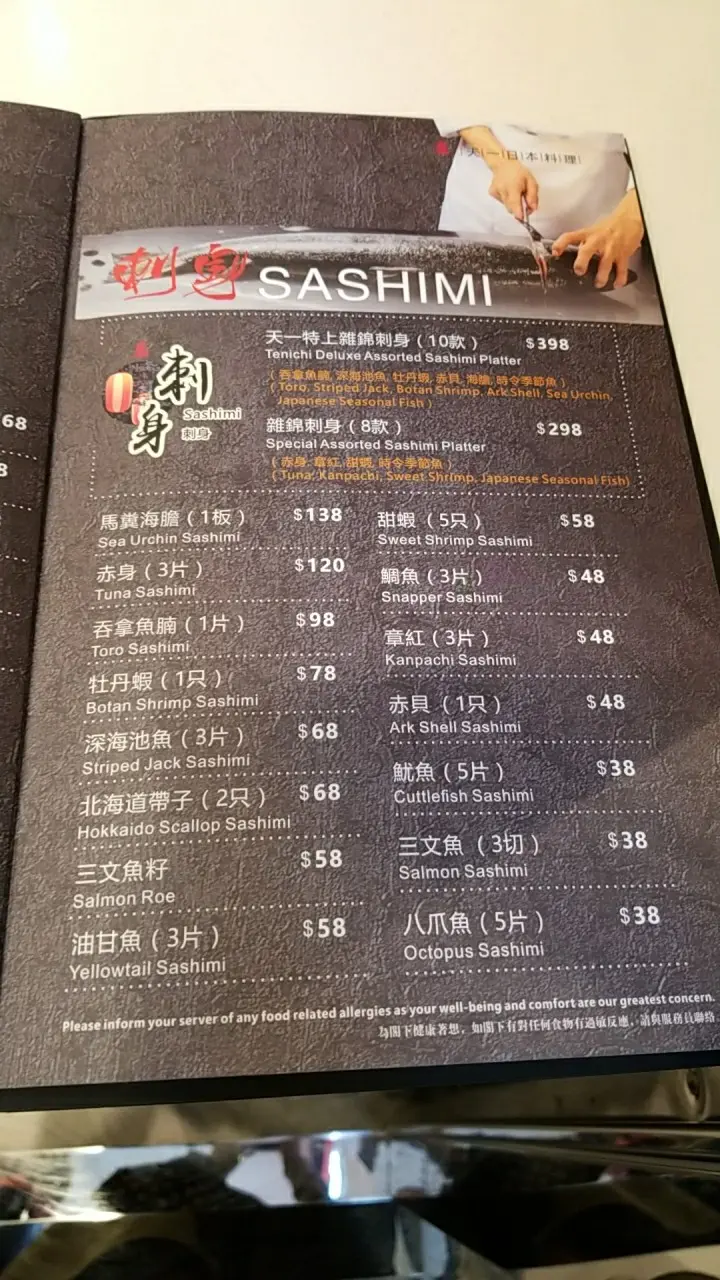 天一日本料理
刺客 SASHIMI
刺身
Sashimi
刺身
天一特上雜錦刺身（10款） $398
Tenichi Deluxe Assorted Sashimi Platter
（吞拿魚腩, 深海池魚, 牡丹蝦, 赤貝, 海膽, 時令季節魚）
( Toro, Striped Jack, Botan Shrimp, Ark Shell, Sea Urchin,
Japanese Seasonal Fish )
雜錦刺身（8款） $298
Special Assorted Sashimi Platter
（赤身, 章紅, 甜蝦, 時令季節魚）
( Tuna, Kanpachi, Sweet Shrimp, Japanese Seasonal Fish)
馬糞海膽（1板） $138
Sea Urchin Sashimi
赤身（3片） $120
Tuna Sashimi
吞拿魚腩（1片） $98
Toro Sashimi
牡丹蝦（1只） $78
Botan Shrimp Sashimi
深海池魚（3片） $68
Striped Jack Sashimi
北海道帶子（2只） $68
Hokkaido Scallop Sashimi
三文魚籽 $58
Salmon Roe
油甘魚（3片） $58
Yellowtail Sashimi
甜蝦（5只） $58
Sweet Shrimp Sashimi
鯛魚（3片） $48
Snapper Sashimi
章紅（3片） $48
Kanpachi Sashimi
赤貝（1只） $48
Ark Shell Sashimi
魷魚（5片） $38
Cuttlefish Sashimi
三文魚（3切） $38
Salmon Sashimi
八爪魚（5片） $38
Octopus Sashimi
Please inform your server of any food related allergies as your well-being and comfort are our greatest concern.
為閣下健康著想，如閣下有對任何食物有過敏反應，請與服務員聯絡
68
8